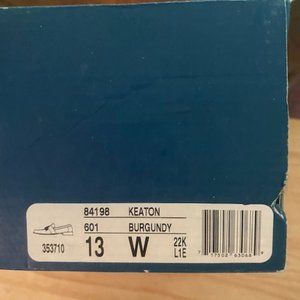 84198 KEATON
601 BURGUNDY
353710 13 W 22K
L1E